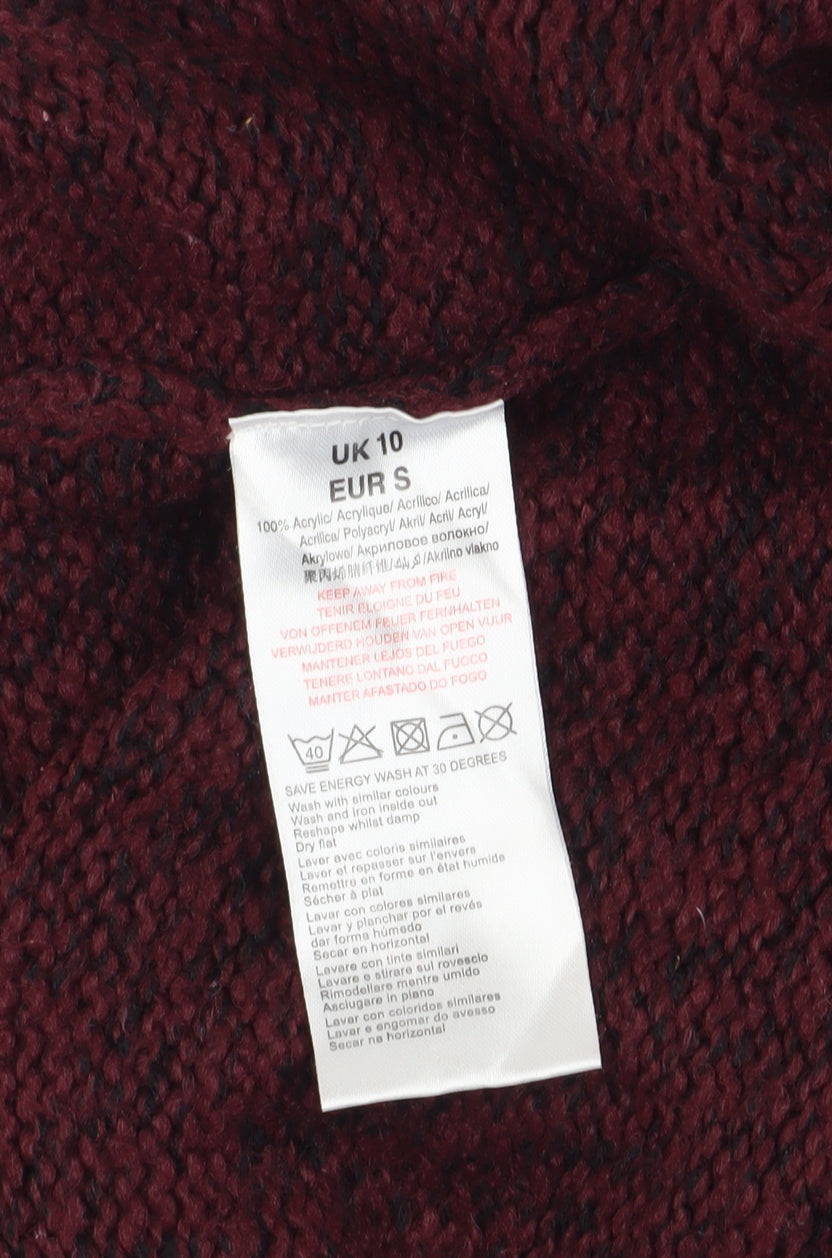 UK 10
EUR S
100% Acrylic/ Acrylique/ Acrílico/ Acrilica/
Acrilica/ Polyacryl/ Akril/ Acril/ Acryl/
Akrylowe/ Акриловое волокно/
聚丙烯腈纤维/اكريلك/Akrilno vlakno
KEEP AWAY FROM FIRE
TENIR ELOIGNE DU FEU
VON OFFENEM FEUER FERNHALTEN
VERWIJDERD HOUDEN VAN OPEN VUUR
MANTENER LEJOS DEL FUEGO
TENERE LONTANO DAL FUOCO
MANTER AFASTADO DO FOGO
40
SAVE ENERGY WASH AT 30 DEGREES
Wash with similar colours
Wash and iron inside out
Reshape whilst damp
Dry flat
Laver avec coloris similaires
Laver et repasser sur l'envers
Remettre en forme en état humide
Sécher à plat
Lavar con colores similares
Lavar y planchar por el revés
dar forma húmedo
Secar en horizontal
Lavare con tinte similari
Lavare e stirare sul rovescio
Rimodellare mentre umido
Asciugare in piano
Lavar con coloridos similares
Lavar e engomar do avesso
Secar na horizontal